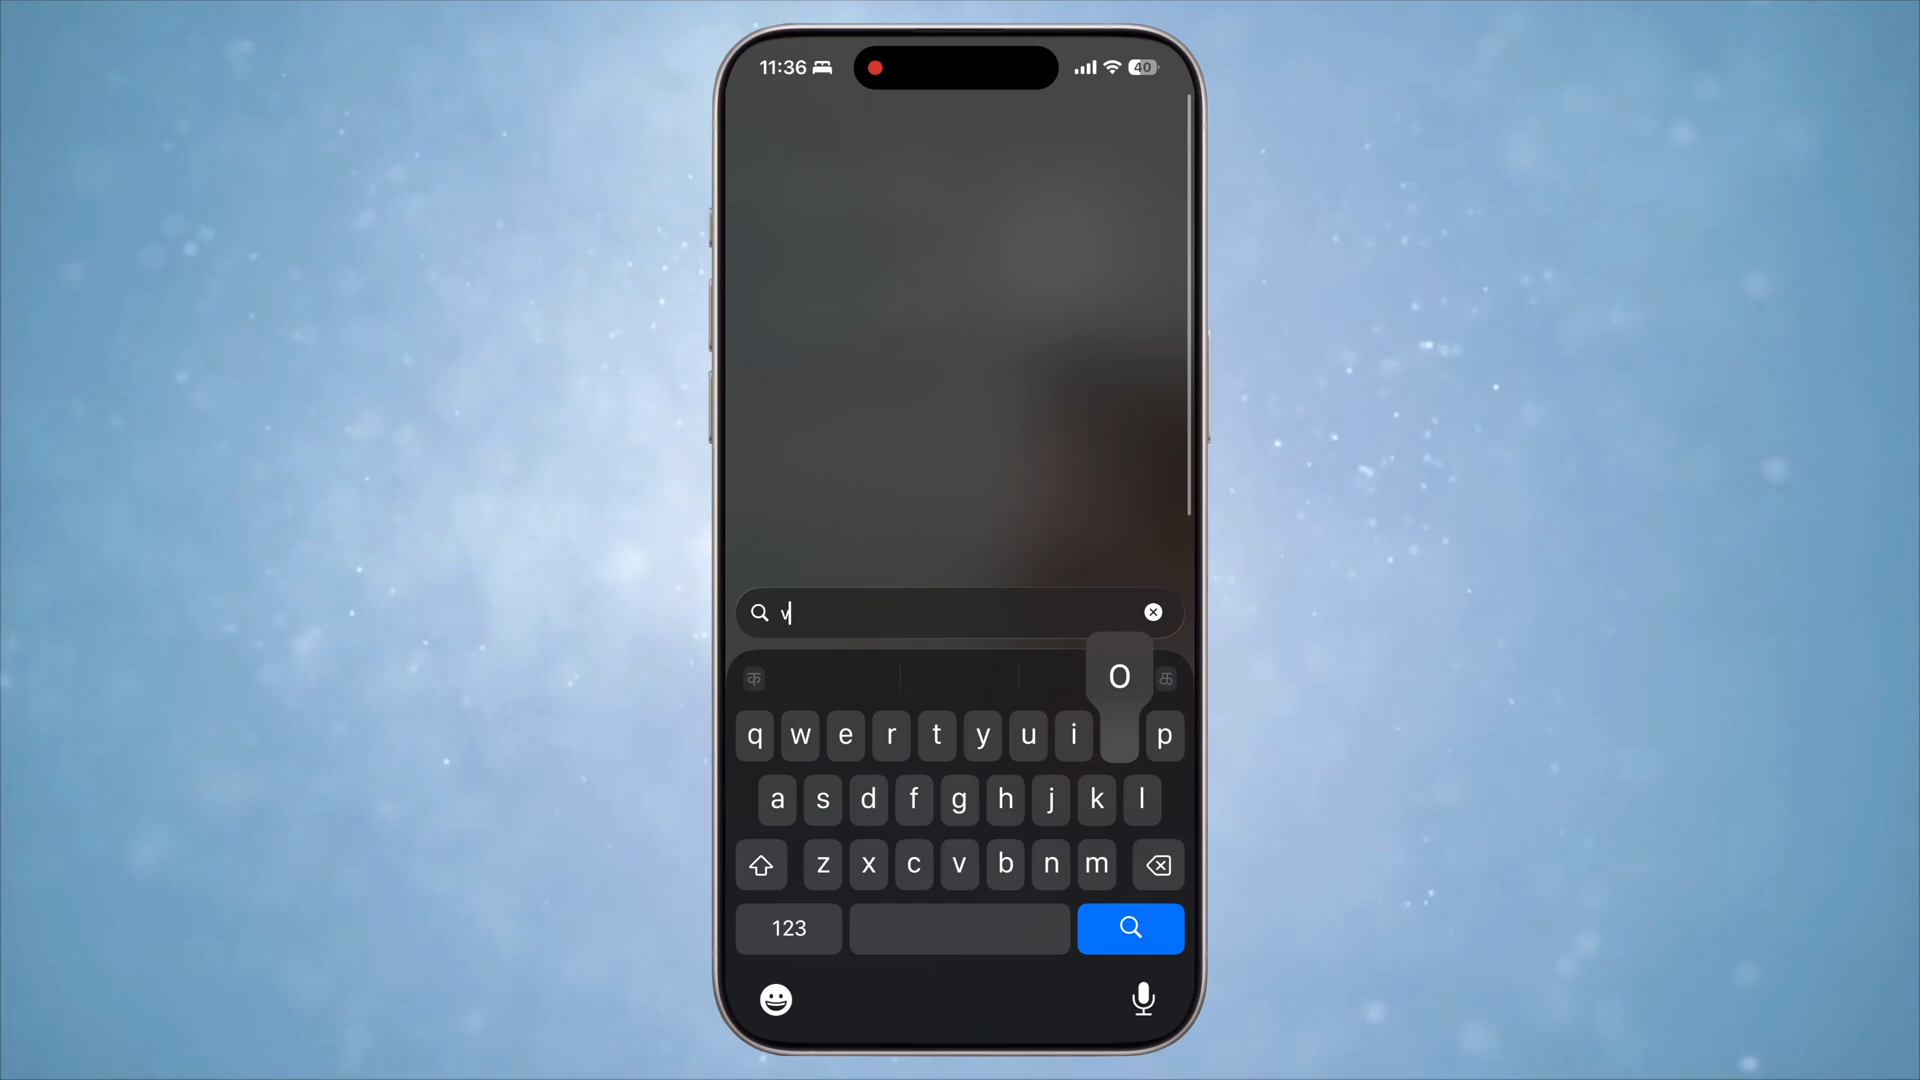 11:36 40
v
क O க
q w e r t y u i p
a s d f g h j k l
z x c v b n m
123